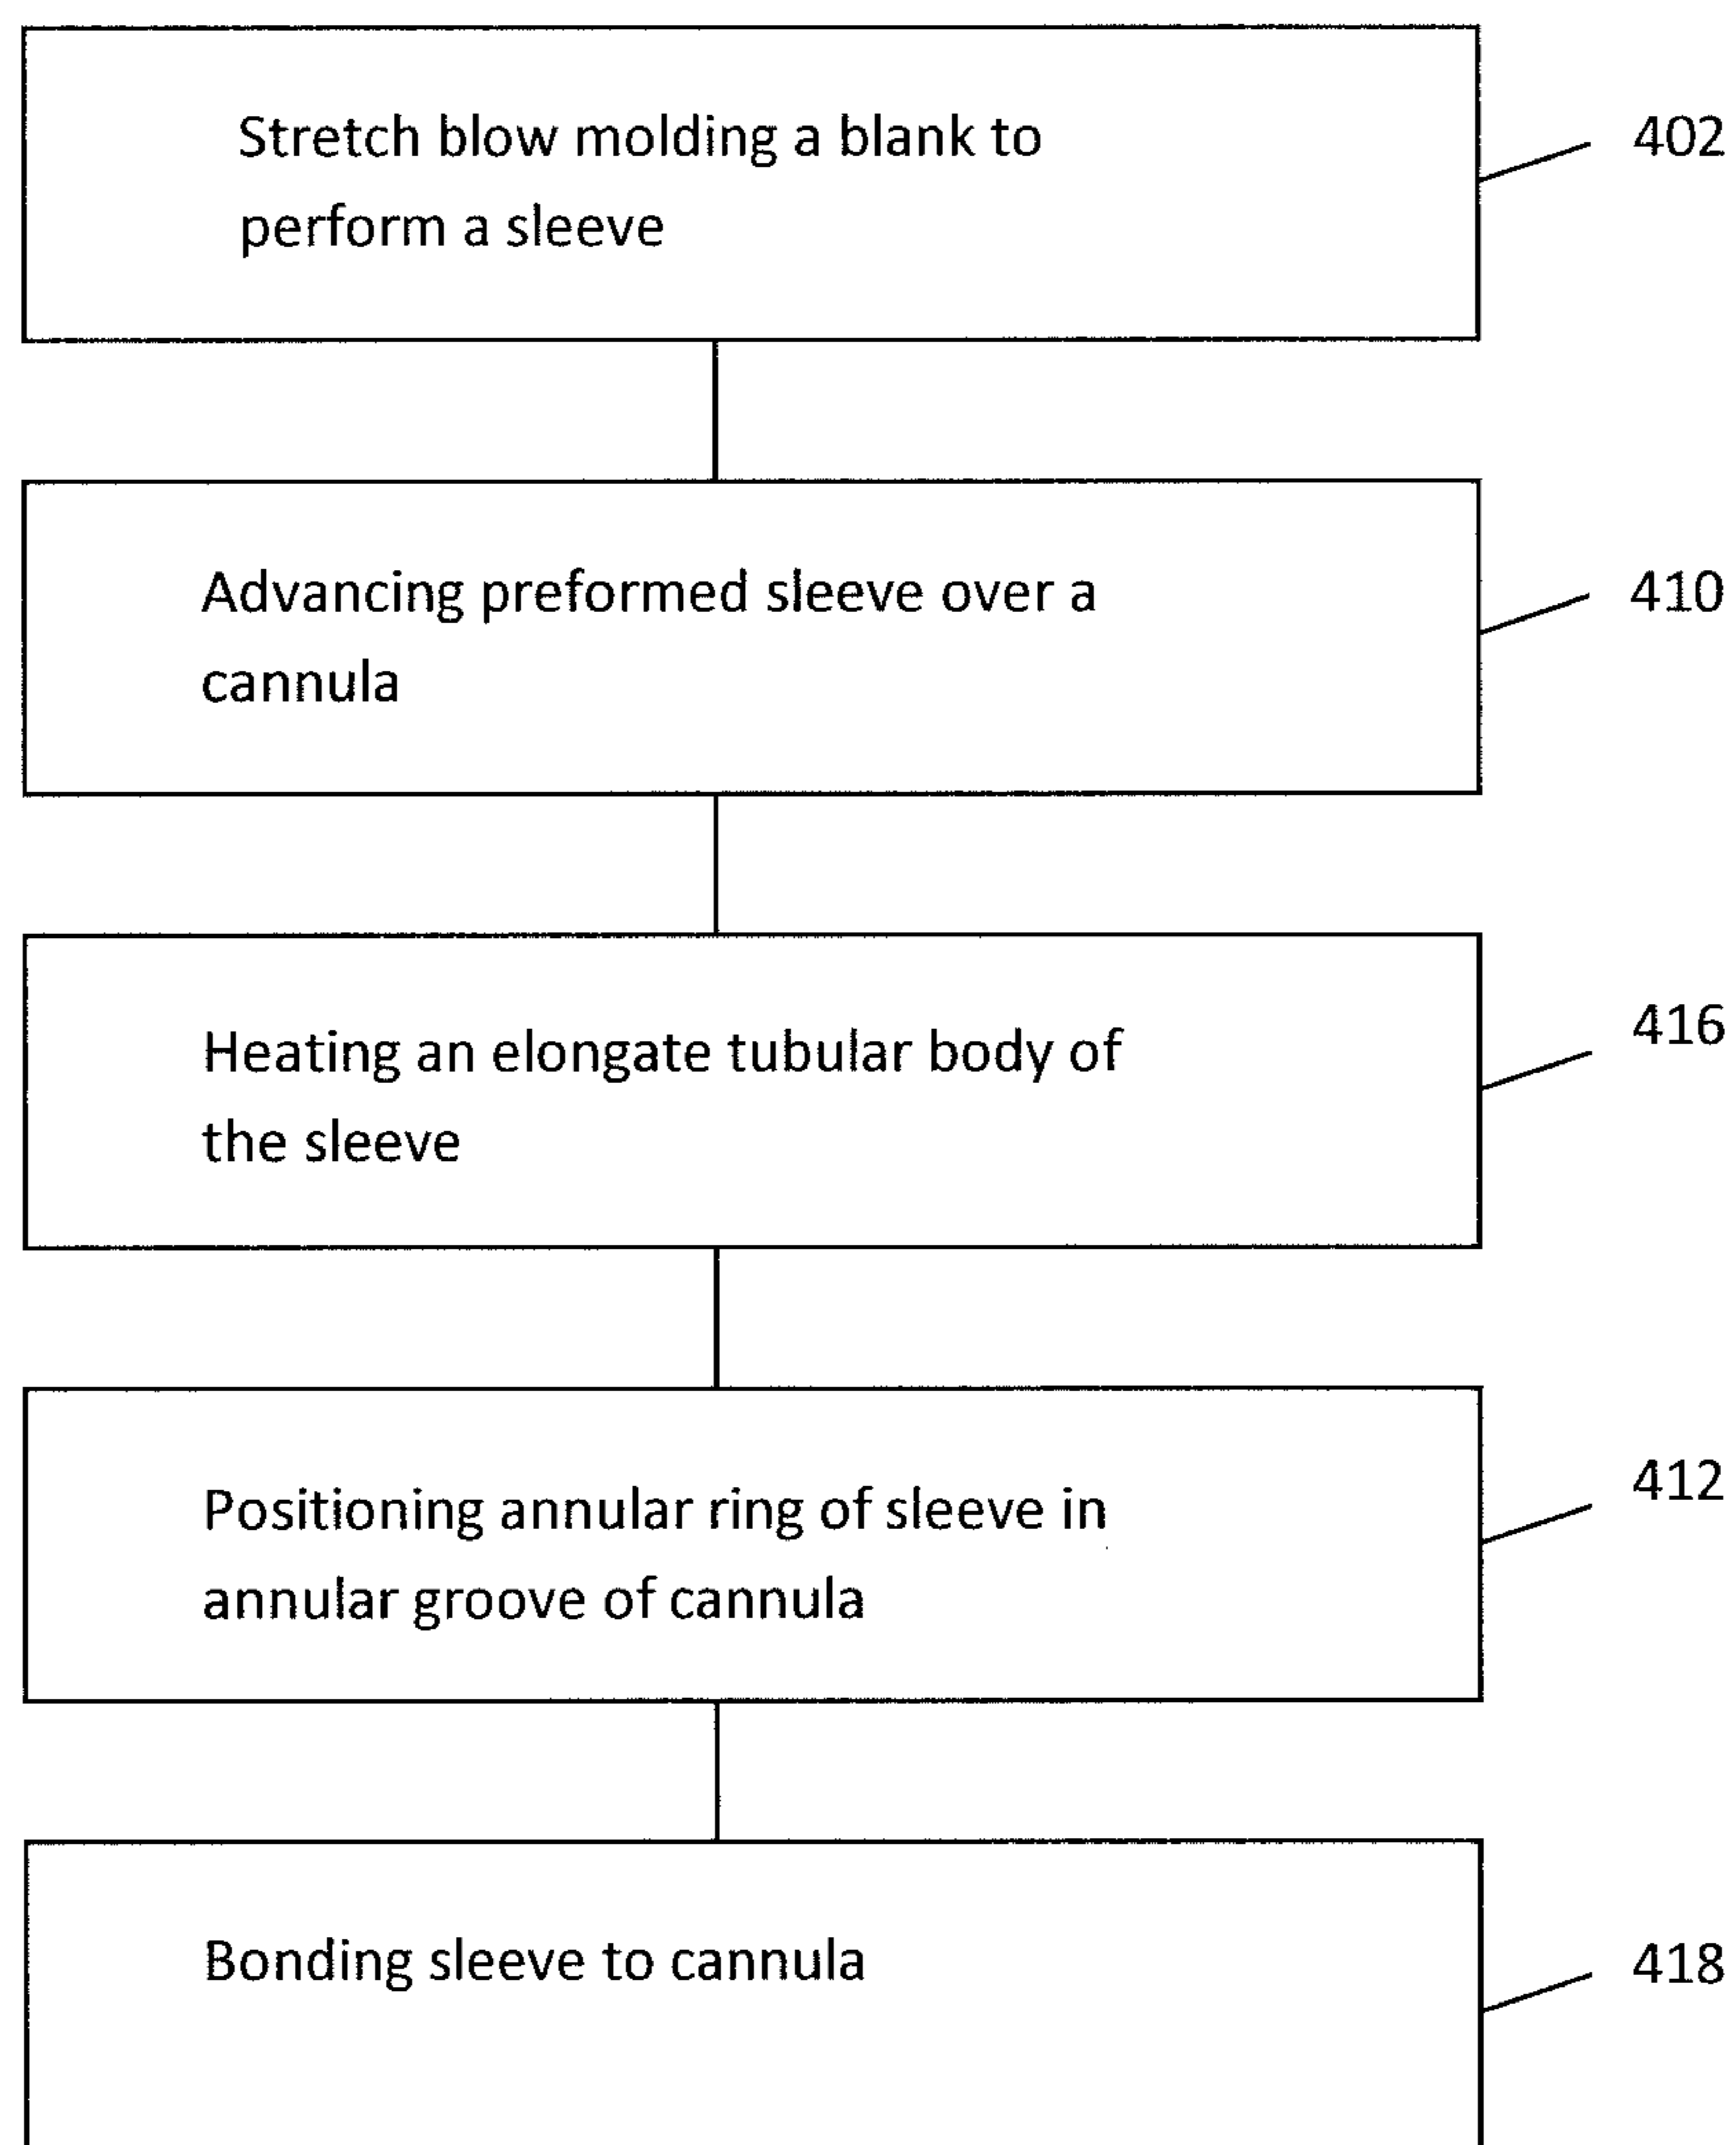 Stretch blow molding a blank to
perform a sleeve
402
Advancing preformed sleeve over a
cannula
410
Heating an elongate tubular body of
the sleeve
416
Positioning annular ring of sleeve in
annular groove of cannula
412
Bonding sleeve to cannula
418